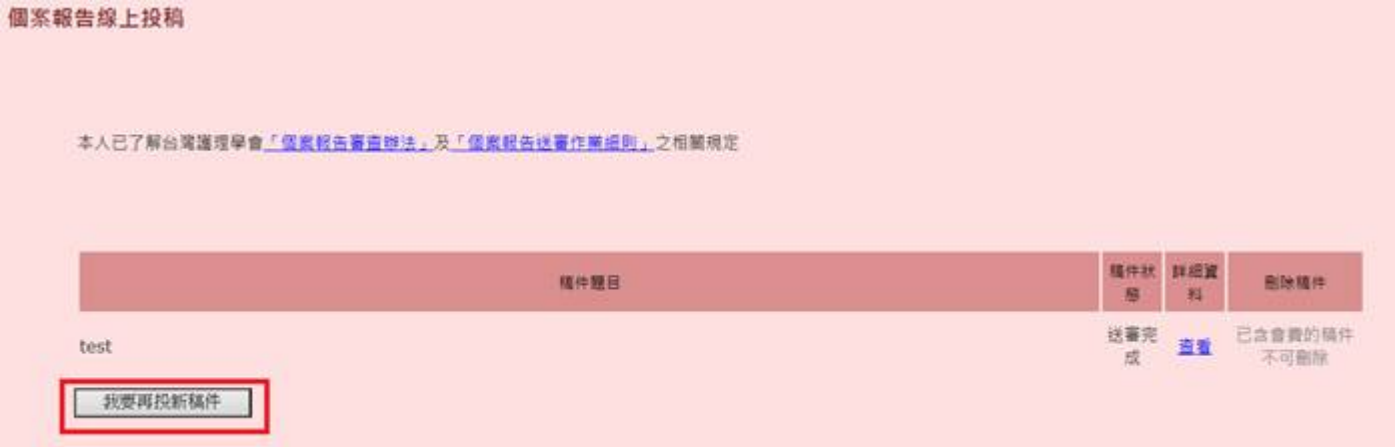 個案報告線上投稿
本人已了解台灣護理學會「個案報告審查辦法」及「個案報告送審作業細則」之相關規定
稿件題目
稿件狀態
詳細資料
刪除稿件
test
送審完成
查看
已含會費的稿件不可刪除
我要再投新稿件